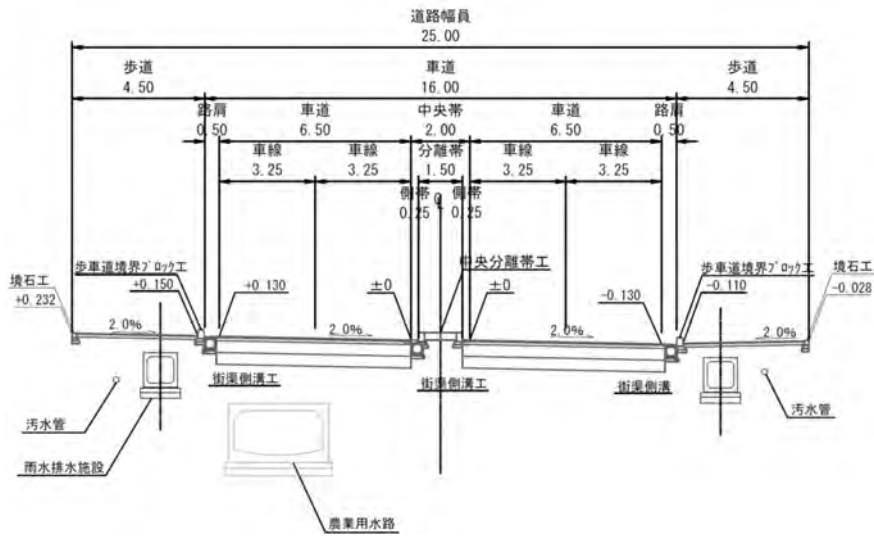 道路幅員
25.00
歩道
4.50
車道
16.00
歩道
4.50
路肩
0.50
車道
6.50
中央帯
2.00
車道
6.50
路肩
0.50
車線
3.25
車線
3.25
分離帯
1.50
車線
3.25
車線
3.25
側帯
0.25
側帯
0.25
境石工
+0.232
歩車道境界ブロック工
+0.150
+0.130
±0
中央分離帯工
±0
-0.130
歩車道境界ブロック工
-0.110
境石工
-0.028
2.0%
2.0%
2.0%
2.0%
街渠側溝工
街渠側溝工
街渠側溝
汚水管
汚水管
雨水排水施設
農業用水路